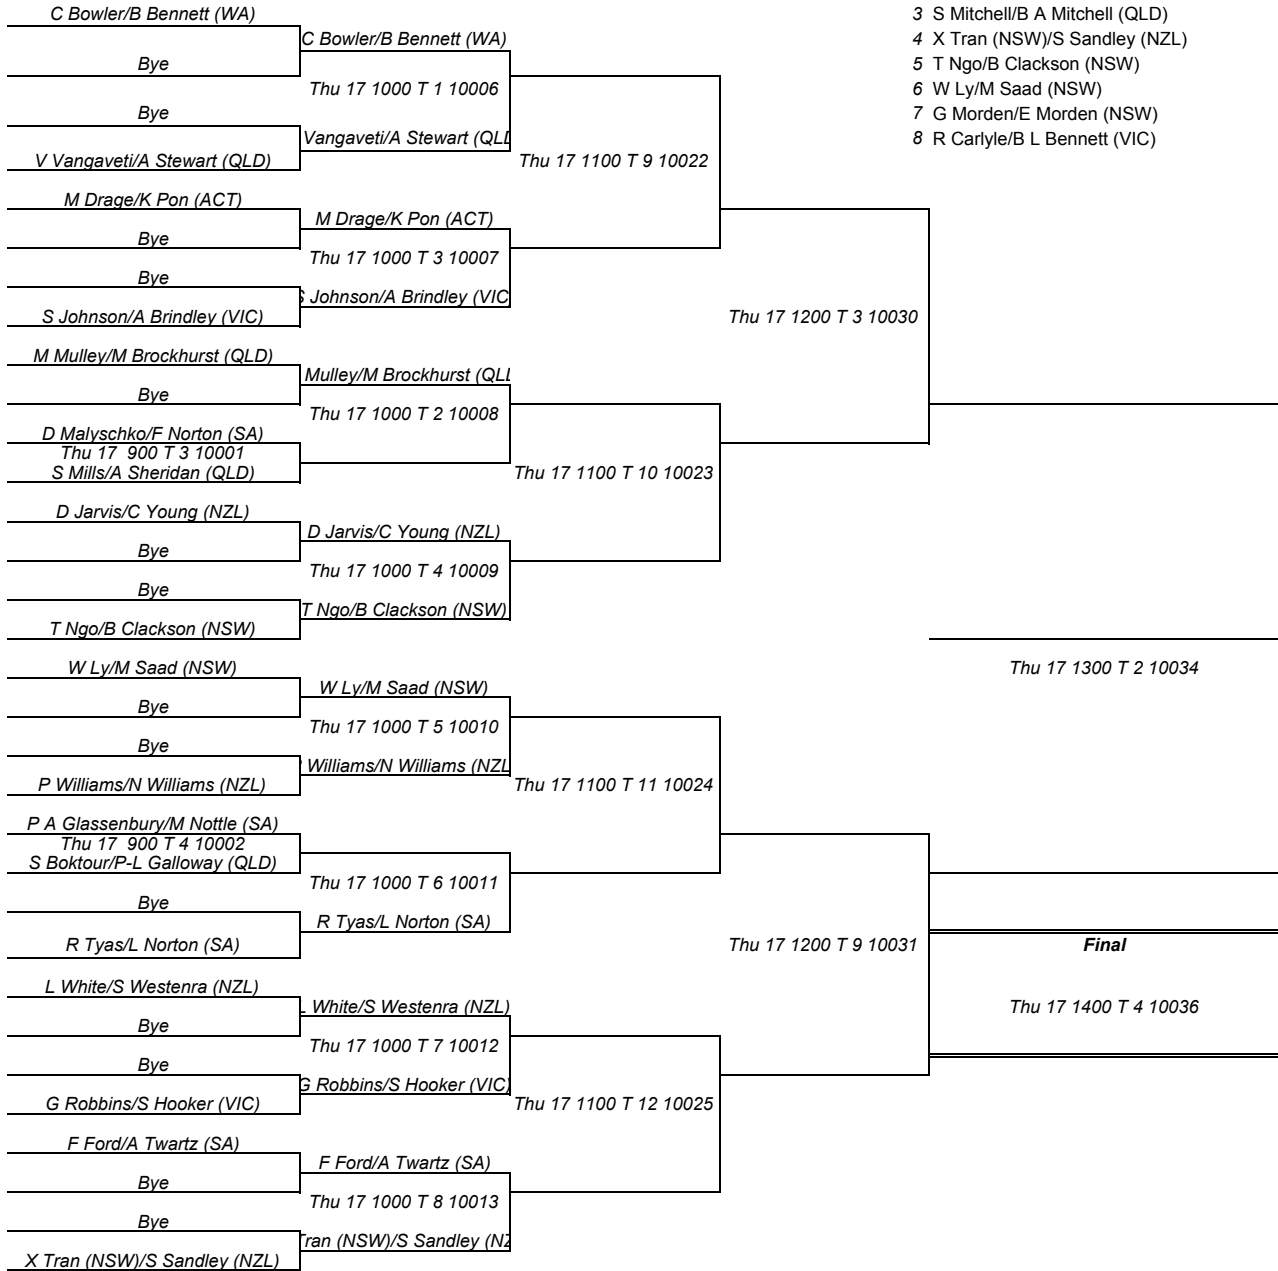 3 S Mitchell/B A Mitchell (QLD)
4 X Tran (NSW)/S Sandley (NZL)
5 T Ngo/B Clackson (NSW)
6 W Ly/M Saad (NSW)
7 G Morden/E Morden (NSW)
8 R Carlyle/B L Bennett (VIC)
C Bowler/B Bennett (WA)
Bye
Bye
V Vangaveti/A Stewart (QLD)
M Drage/K Pon (ACT)
Bye
Bye
S Johnson/A Brindley (VIC)
M Mulley/M Brockhurst (QLD)
Bye
D Malyschko/F Norton (SA)
Thu 17 900 T 3 10001
S Mills/A Sheridan (QLD)
D Jarvis/C Young (NZL)
Bye
Bye
T Ngo/B Clackson (NSW)
W Ly/M Saad (NSW)
Bye
Bye
P Williams/N Williams (NZL)
P A Glassenbury/M Nottle (SA)
Thu 17 900 T 4 10002
S Boktour/P-L Galloway (QLD)
Bye
R Tyas/L Norton (SA)
L White/S Westenra (NZL)
Bye
Bye
G Robbins/S Hooker (VIC)
F Ford/A Twartz (SA)
Bye
Bye
X Tran (NSW)/S Sandley (NZL)
C Bowler/B Bennett (WA)
Thu 17 1000 T 1 10006
Vangaveti/A Stewart (QLD
M Drage/K Pon (ACT)
Thu 17 1000 T 3 10007
S Johnson/A Brindley (VIC
Mulley/M Brockhurst (QLD
Thu 17 1000 T 2 10008
D Jarvis/C Young (NZL)
Thu 17 1000 T 4 10009
T Ngo/B Clackson (NSW)
W Ly/M Saad (NSW)
Thu 17 1000 T 5 10010
Williams/N Williams (NZL
Thu 17 1000 T 6 10011
R Tyas/L Norton (SA)
L White/S Westenra (NZL)
Thu 17 1000 T 7 10012
G Robbins/S Hooker (VIC)
F Ford/A Twartz (SA)
Thu 17 1000 T 8 10013
Tran (NSW)/S Sandley (NZ
Thu 17 1100 T 9 10022
Thu 17 1100 T 10 10023
Thu 17 1100 T 11 10024
Thu 17 1100 T 12 10025
Thu 17 1200 T 3 10030
Thu 17 1200 T 9 10031
Thu 17 1300 T 2 10034
Final
Thu 17 1400 T 4 10036